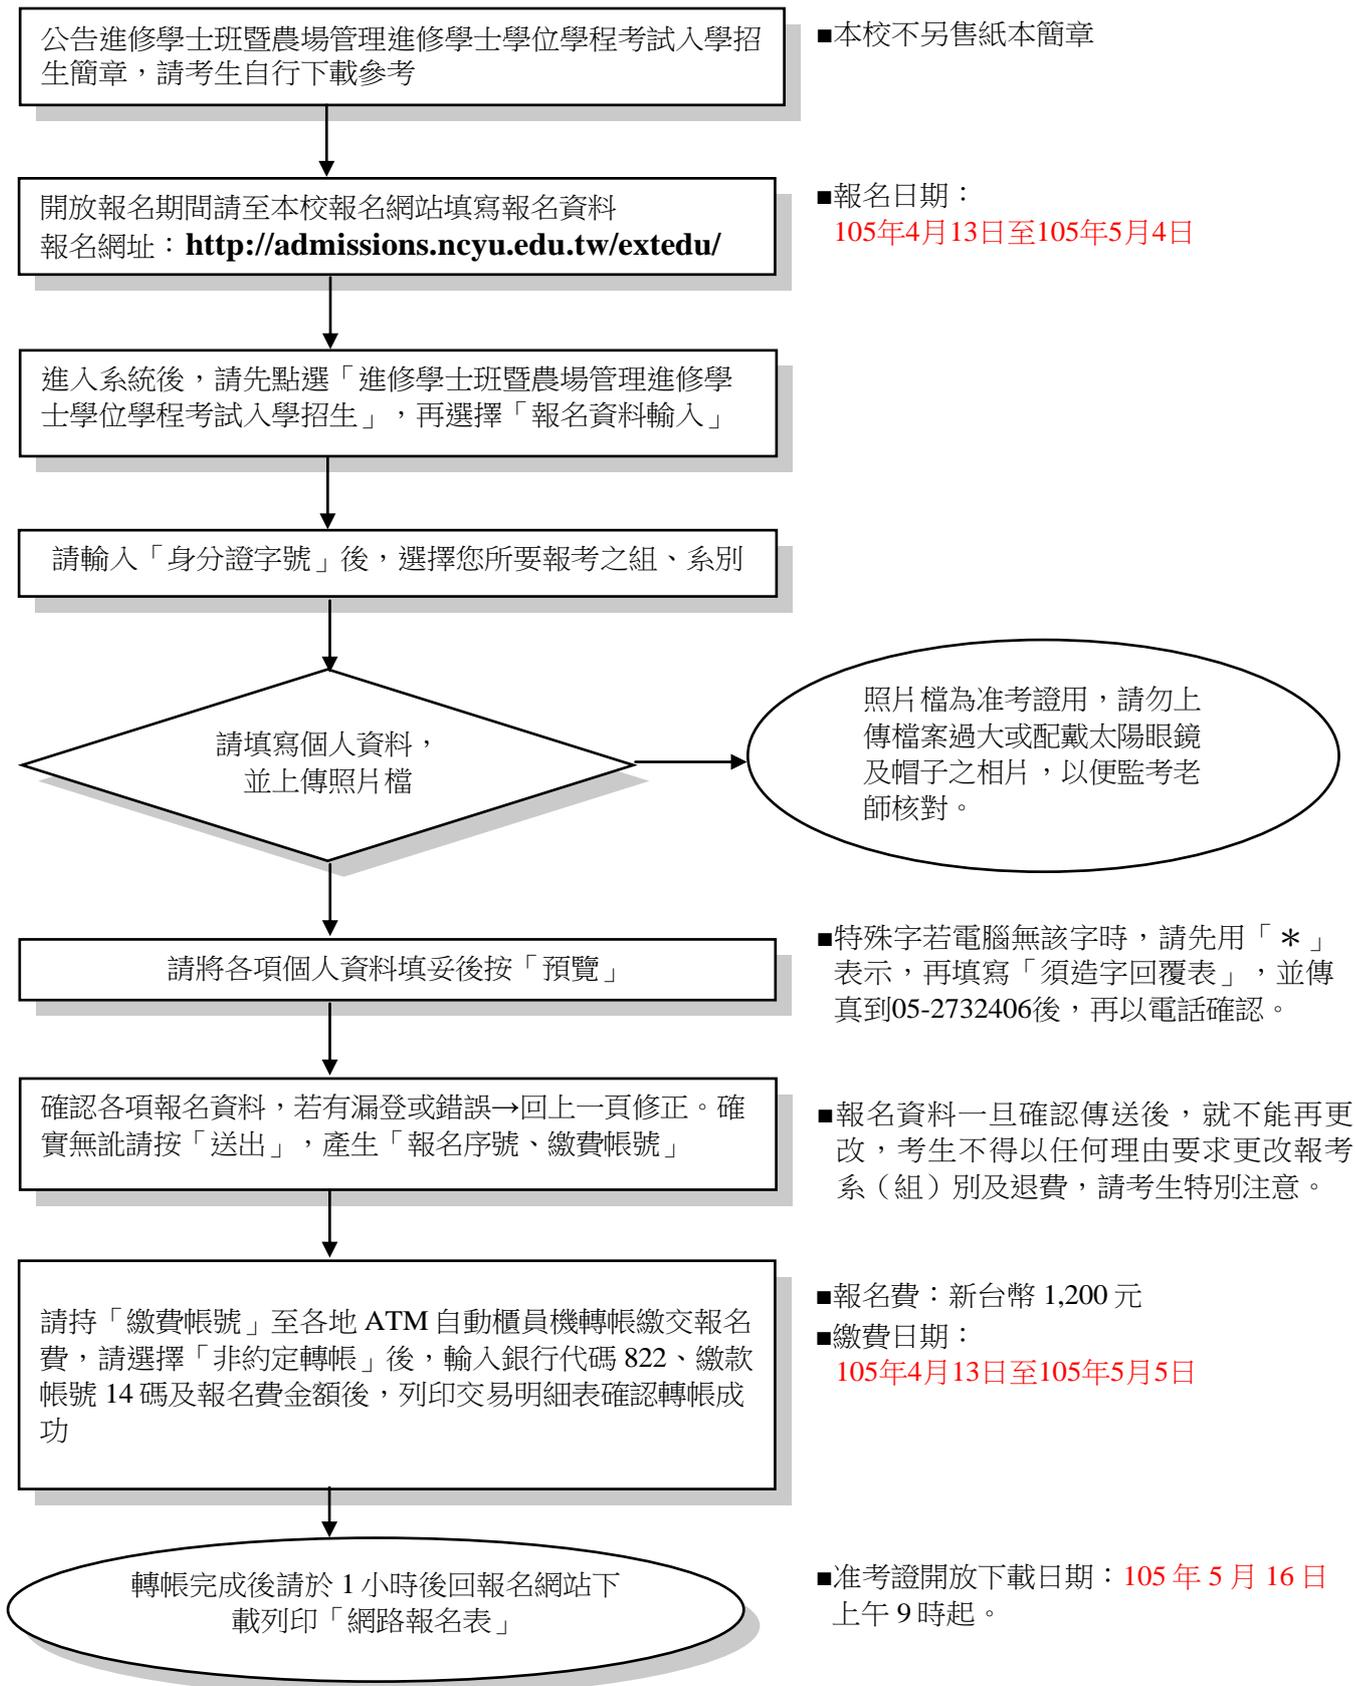 公告進修學士班暨農場管理進修學士學位學程考試入學招
生簡章，請考生自行下載參考
■本校不另售紙本簡章
開放報名期間請至本校報名網站填寫報名資料
報名網址：http://admissions.ncyu.edu.tw/extedu/
■報名日期：
105年4月13日至105年5月4日
進入系統後，請先點選「進修學士班暨農場管理進修學
士學位學程考試入學招生」，再選擇「報名資料輸入」
請輸入「身分證字號」後，選擇您所要報考之組、系別
請填寫個人資料，
並上傳照片檔
照片檔為准考證用，請勿上
傳檔案過大或配戴太陽眼鏡
及帽子之相片，以便監考老
師核對。
請將各項個人資料填妥後按「預覽」
■特殊字若電腦無該字時，請先用「＊」
表示，再填寫「須造字回覆表」，並傳
真到05-2732406後，再以電話確認。
確認各項報名資料，若有漏登或錯誤→回上一頁修正。確
實無訛請按「送出」，產生「報名序號、繳費帳號」
■報名資料一旦確認傳送後，就不能再更
改，考生不得以任何理由要求更改報考
系（組）別及退費，請考生特別注意。
請持「繳費帳號」至各地 ATM 自動櫃員機轉帳繳交報名
費，請選擇「非約定轉帳」後，輸入銀行代碼 822、繳款
帳號 14 碼及報名費金額後，列印交易明細表確認轉帳成
功
■報名費：新台幣 1,200 元
■繳費日期：
105年4月13日至105年5月5日
轉帳完成後請於 1 小時後回報名網站下
載列印「網路報名表」
■准考證開放下載日期：105 年 5 月 16 日
上午 9 時起。